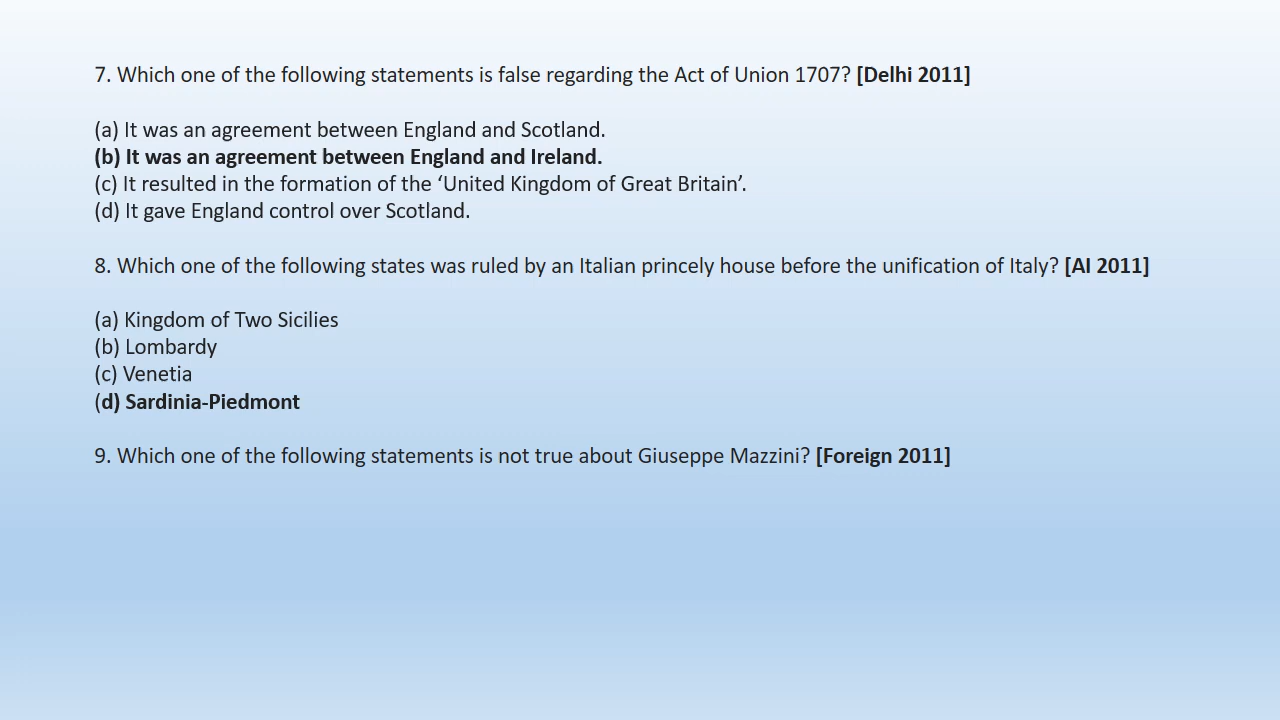 7. Which one of the following statements is false regarding the Act of Union 1707? [Delhi 2011]
(a) It was an agreement between England and Scotland.
(b) It was an agreement between England and Ireland.
(c) It resulted in the formation of the ‘United Kingdom of Great Britain’.
(d) It gave England control over Scotland.
8. Which one of the following states was ruled by an Italian princely house before the unification of Italy? [AI 2011]
(a) Kingdom of Two Sicilies
(b) Lombardy
(c) Venetia
(d) Sardinia-Piedmont
9. Which one of the following statements is not true about Giuseppe Mazzini? [Foreign 2011]